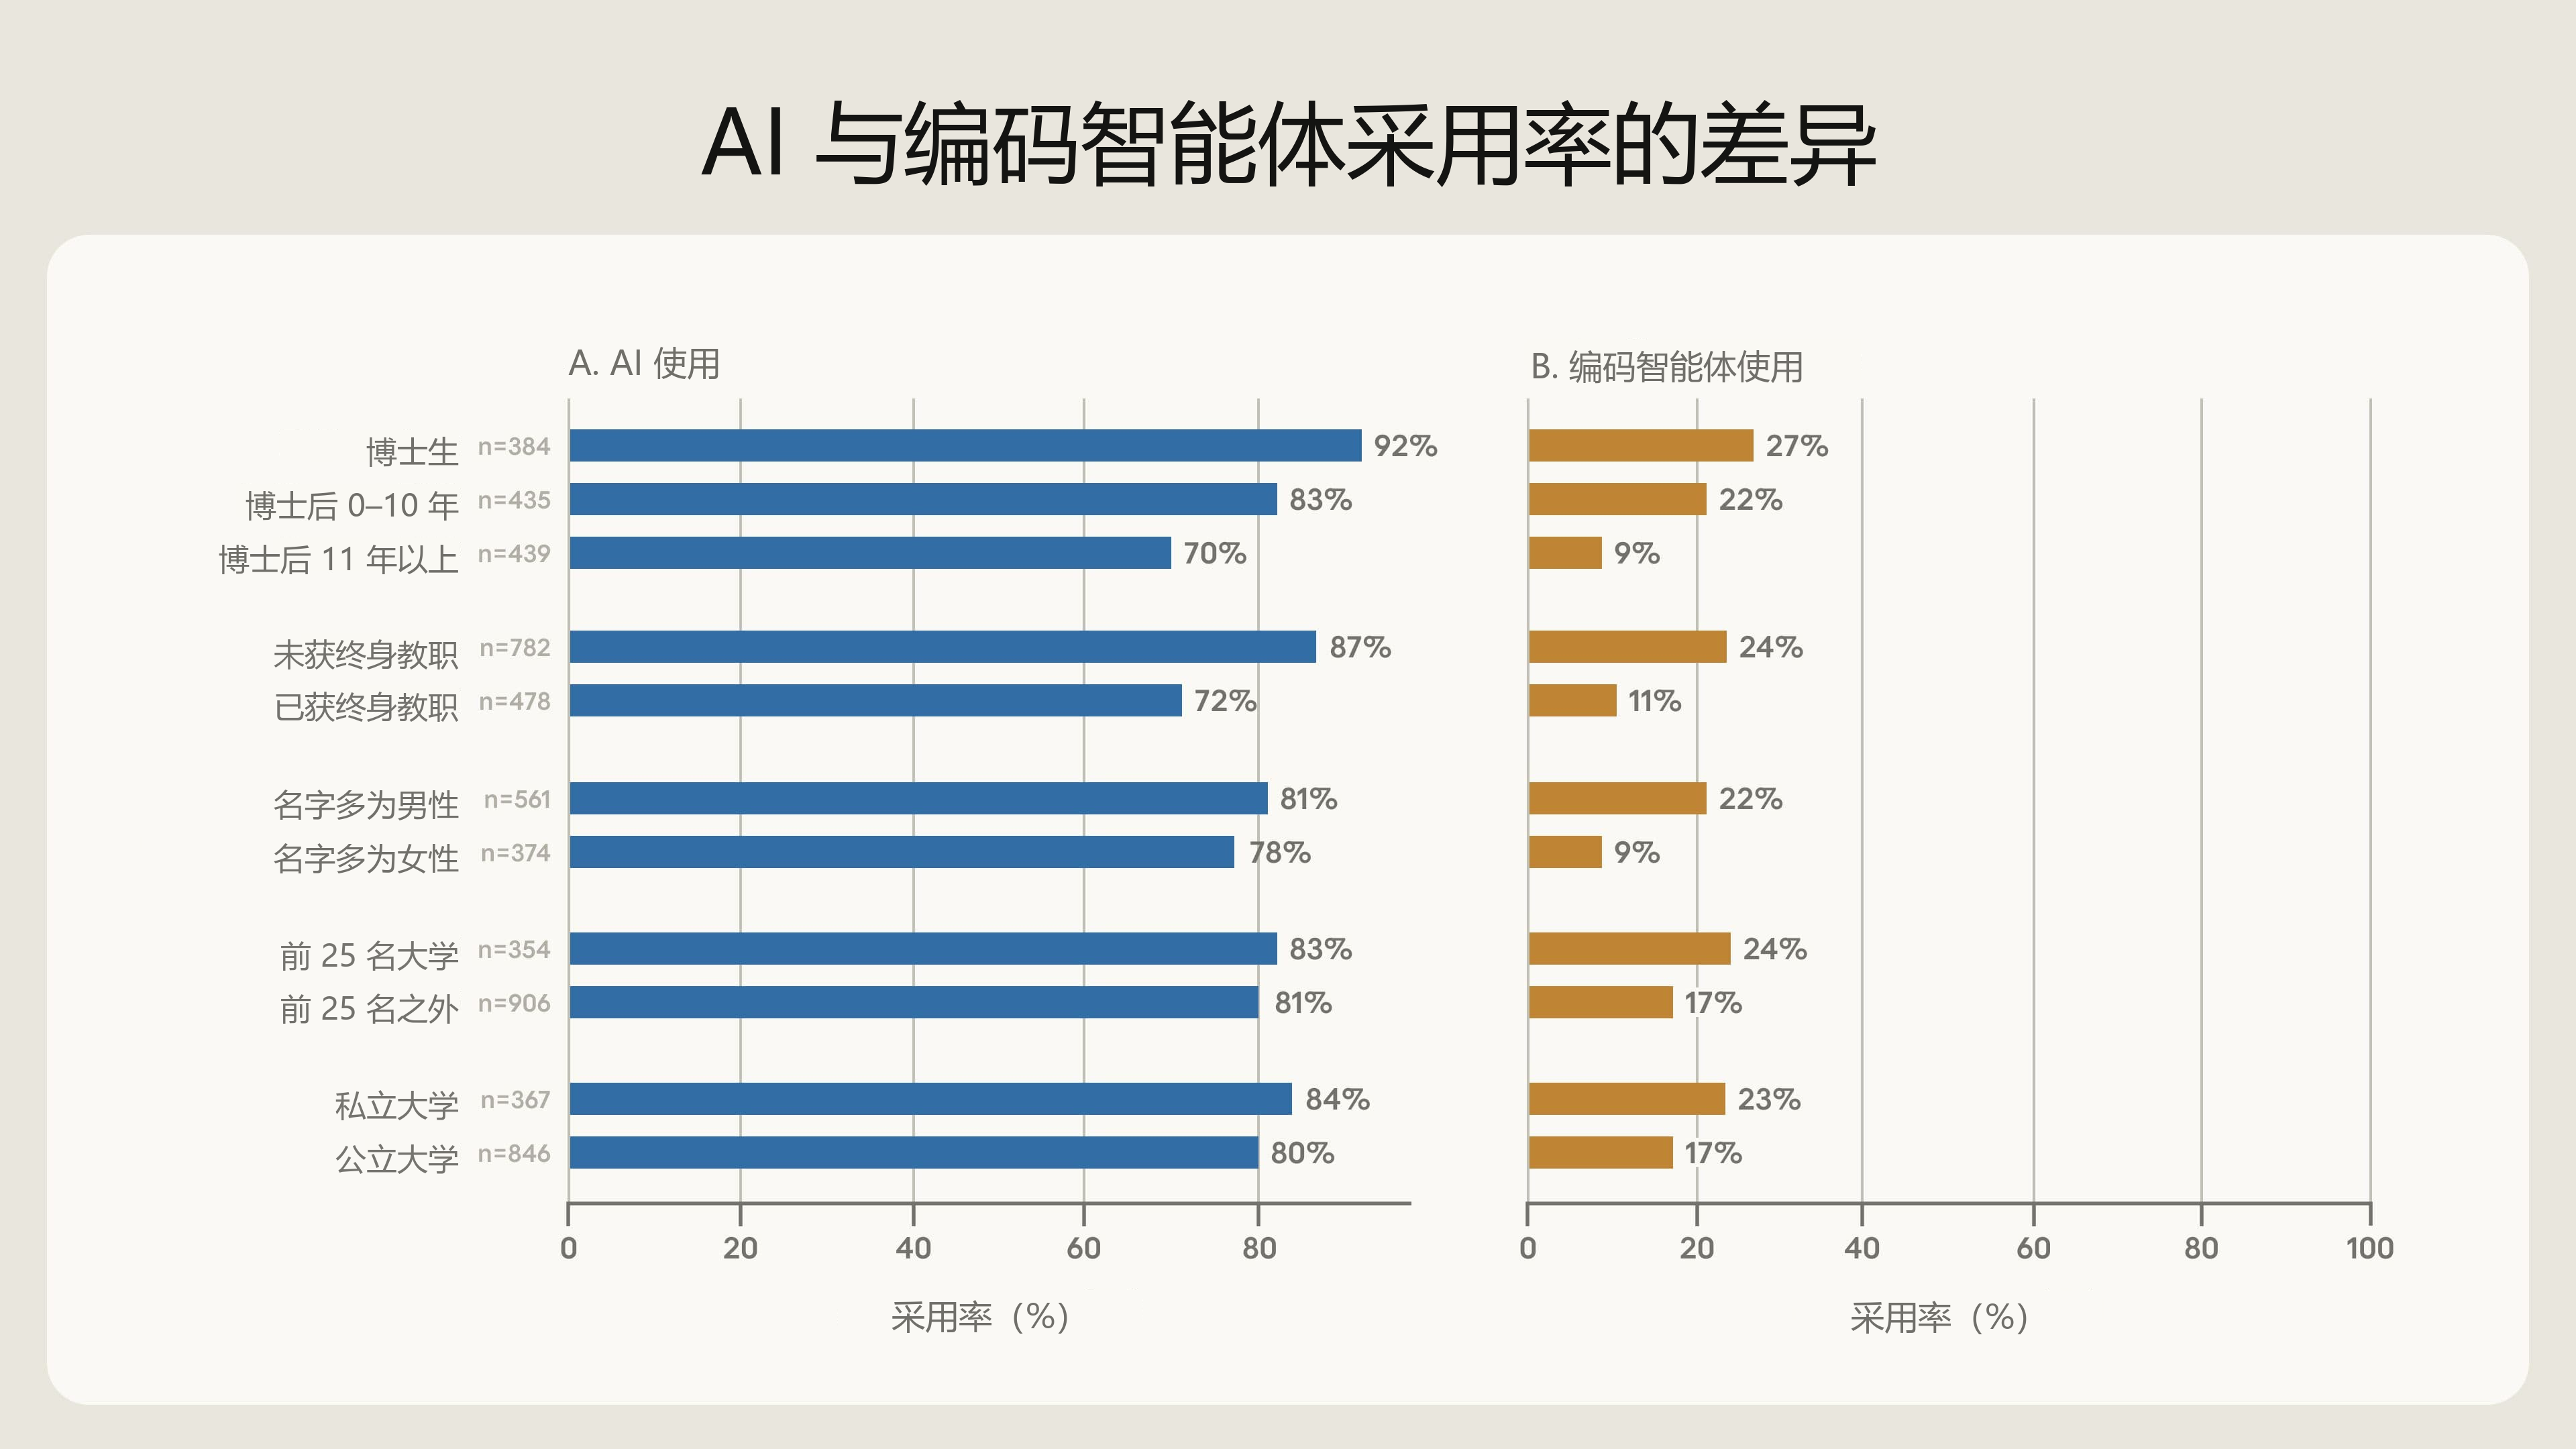 AI 与编码智能体采用率的差异
A. AI 使用
博士生 n=384 92%
博士后 0–10 年 n=435 83%
博士后 11 年以上 n=439 70%
未获终身教职 n=782 87%
已获终身教职 n=478 72%
名字多为男性 n=561 81%
名字多为女性 n=374 78%
前 25 名大学 n=354 83%
前 25 名之外 n=906 81%
私立大学 n=367 84%
公立大学 n=846 80%
0 20 40 60 80
采用率（%）
B. 编码智能体使用
27%
22%
9%
24%
11%
22%
9%
24%
17%
23%
17%
0 20 40 60 80 100
采用率（%）